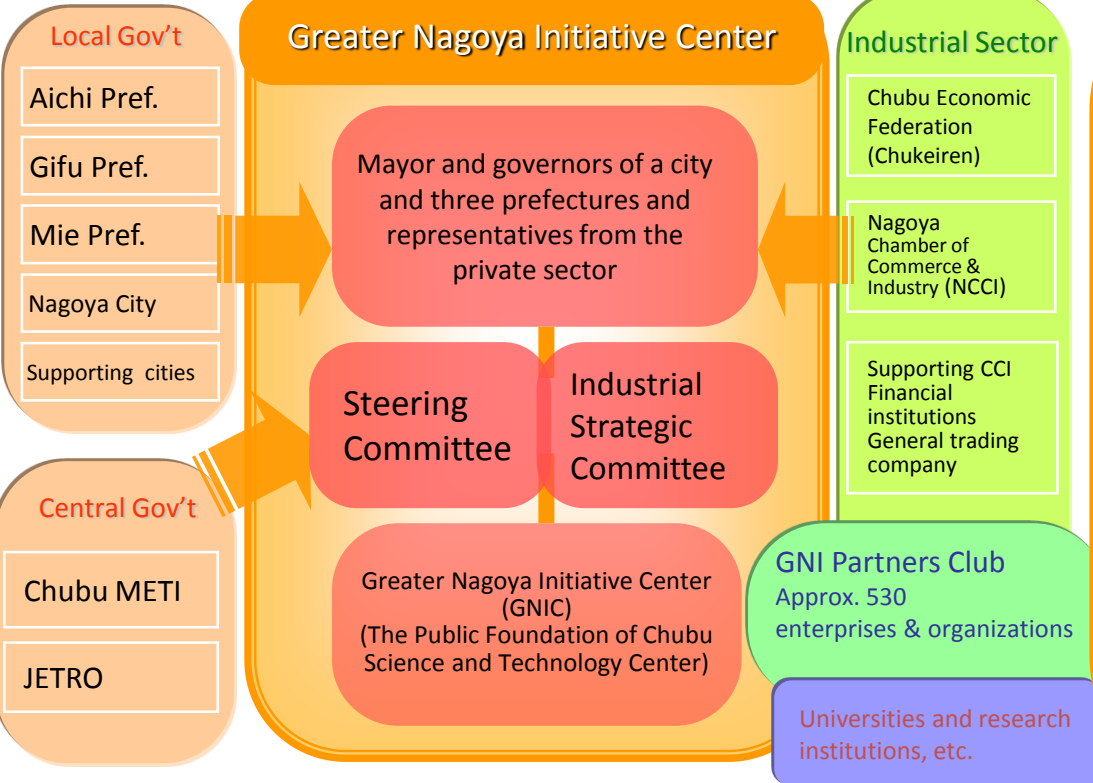 Local Gov't
Aichi Pref.
Gifu Pref.
Mie Pref.
Nagoya City
Supporting cities
Central Gov't
Chubu METI
JETRO
Greater Nagoya Initiative Center
Mayor and governors of a city
and three prefectures and
representatives from the
private sector
Steering
Committee
Industrial
Strategic
Committee
Greater Nagoya Initiative Center
(GNIC)
(The Public Foundation of Chubu
Science and Technology Center)
Industrial Sector
Chubu Economic
Federation
(Chukeiren)
Nagoya
Chamber of
Commerce &
Industry (NCCI)
Supporting CCI
Financial
institutions
General trading
company
GNI Partners Club
Approx. 530
enterprises & organizations
Universities and research
institutions, etc.